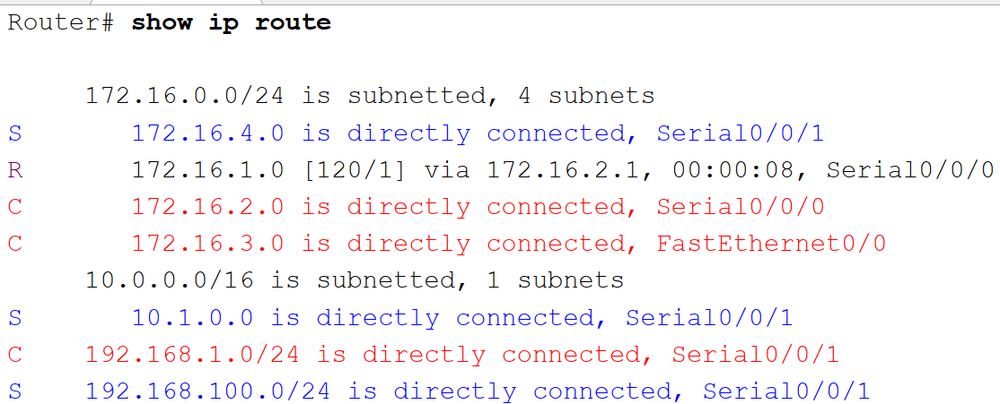 Router# show ip route
172.16.0.0/24 is subnetted, 4 subnets
S 172.16.4.0 is directly connected, Serial0/0/1
R 172.16.1.0 [120/1] via 172.16.2.1, 00:00:08, Serial0/0/0
C 172.16.2.0 is directly connected, Serial0/0/0
C 172.16.3.0 is directly connected, FastEthernet0/0
10.0.0.0/16 is subnetted, 1 subnets
S 10.1.0.0 is directly connected, Serial0/0/1
C 192.168.1.0/24 is directly connected, Serial0/0/1
S 192.168.100.0/24 is directly connected, Serial0/0/1